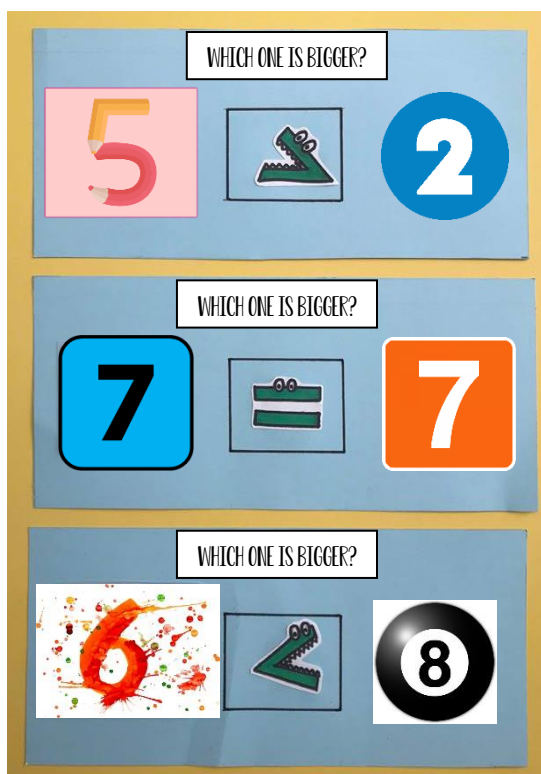 WHICH ONE IS BIGGER?
5 > 2
WHICH ONE IS BIGGER?
7 = 7
WHICH ONE IS BIGGER?
6 < 8